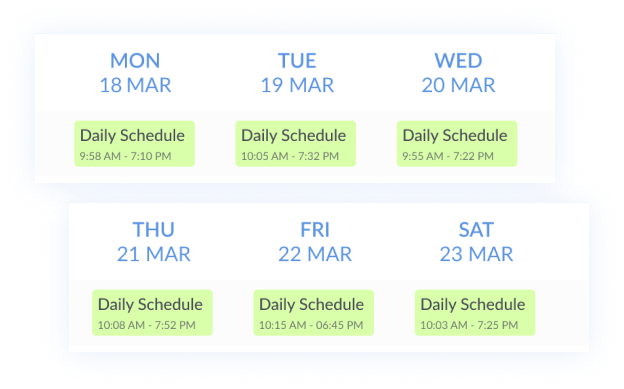 MON TUE WED
18 MAR 19 MAR 20 MAR
Daily Schedule Daily Schedule Daily Schedule
9:58 AM - 7:10 PM 10:05 AM - 7:32 PM 9:55 AM - 7:22 PM
THU FRI SAT
21 MAR 22 MAR 23 MAR
Daily Schedule Daily Schedule Daily Schedule
10:08 AM - 7:52 PM 10:15 AM - 06:45 PM 10:03 AM - 7:25 PM